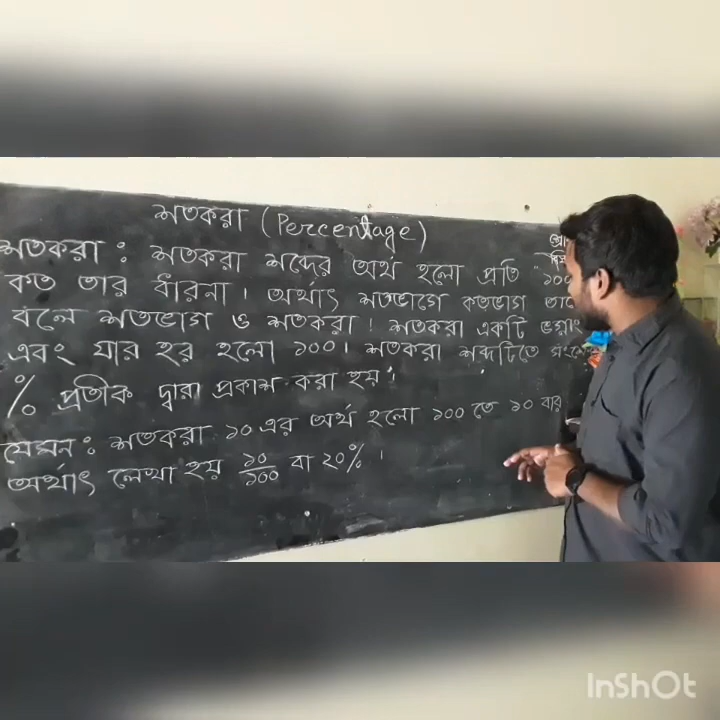 শতকরা (Percentage)
শতকরা : শতকরা শব্দের অর্থ হলো প্রতি ১০০
কত তার ধারনা। অর্থাৎ শতভাগে কতভাগ
বলে শতভাগ ও শতকরা। শতকরা একটি
এবং যার হর হলো ১০০। শতকরা শব্দটিতে
% প্রতীক দ্বারা প্রকাশ করা হয়।
যেমন : শতকরা ১০ এর অর্থ হলো ১০০ তে ১০ বার
অর্থাৎ লেখা হয় ১০/১০০ বা ২০%।
InShOt